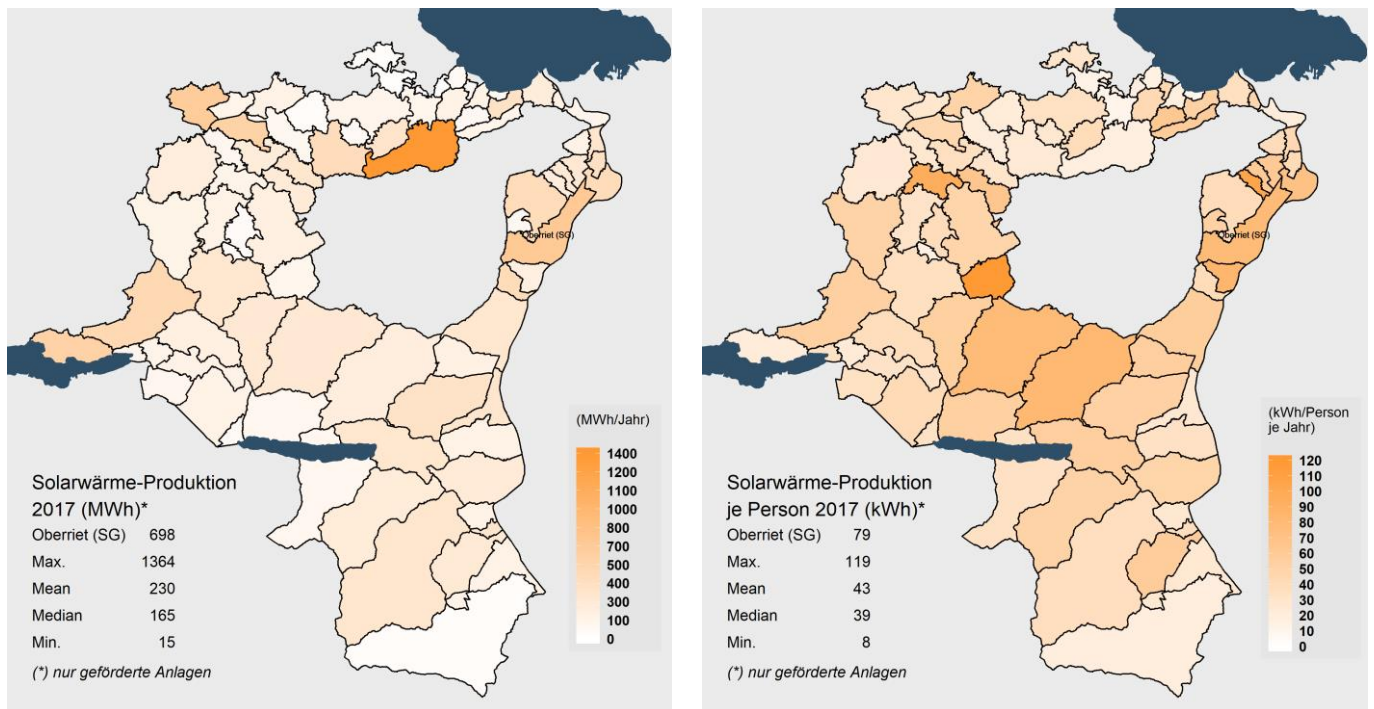 Oberriet (SG)
(MWh/Jahr)
1400
1200
1100
1000
800
700
500
400
300
100
0
Solarwärme-Produktion
2017 (MWh)*
Oberriet (SG) 698
Max. 1364
Mean 230
Median 165
Min. 15
(*) nur geförderte Anlagen
Oberriet (SG)
(kWh/Person
je Jahr)
120
110
100
90
80
70
60
50
40
30
20
10
0
Solarwärme-Produktion
je Person 2017 (kWh)*
Oberriet (SG) 79
Max. 119
Mean 43
Median 39
Min. 8
(*) nur geförderte Anlagen